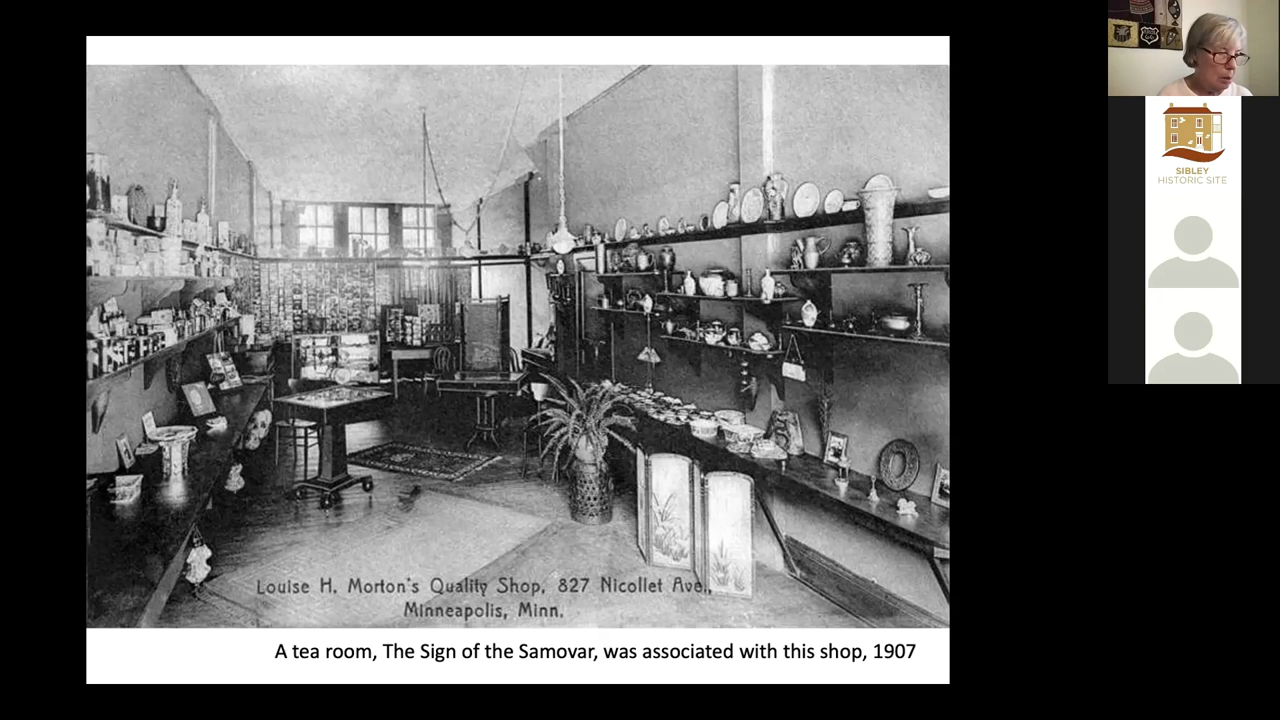 Louise H. Morton's Quality Shop, 827 Nicollet Ave.,
Minneapolis, Minn.
A tea room, The Sign of the Samovar, was associated with this shop, 1907
SIBLEY
HISTORIC SITE